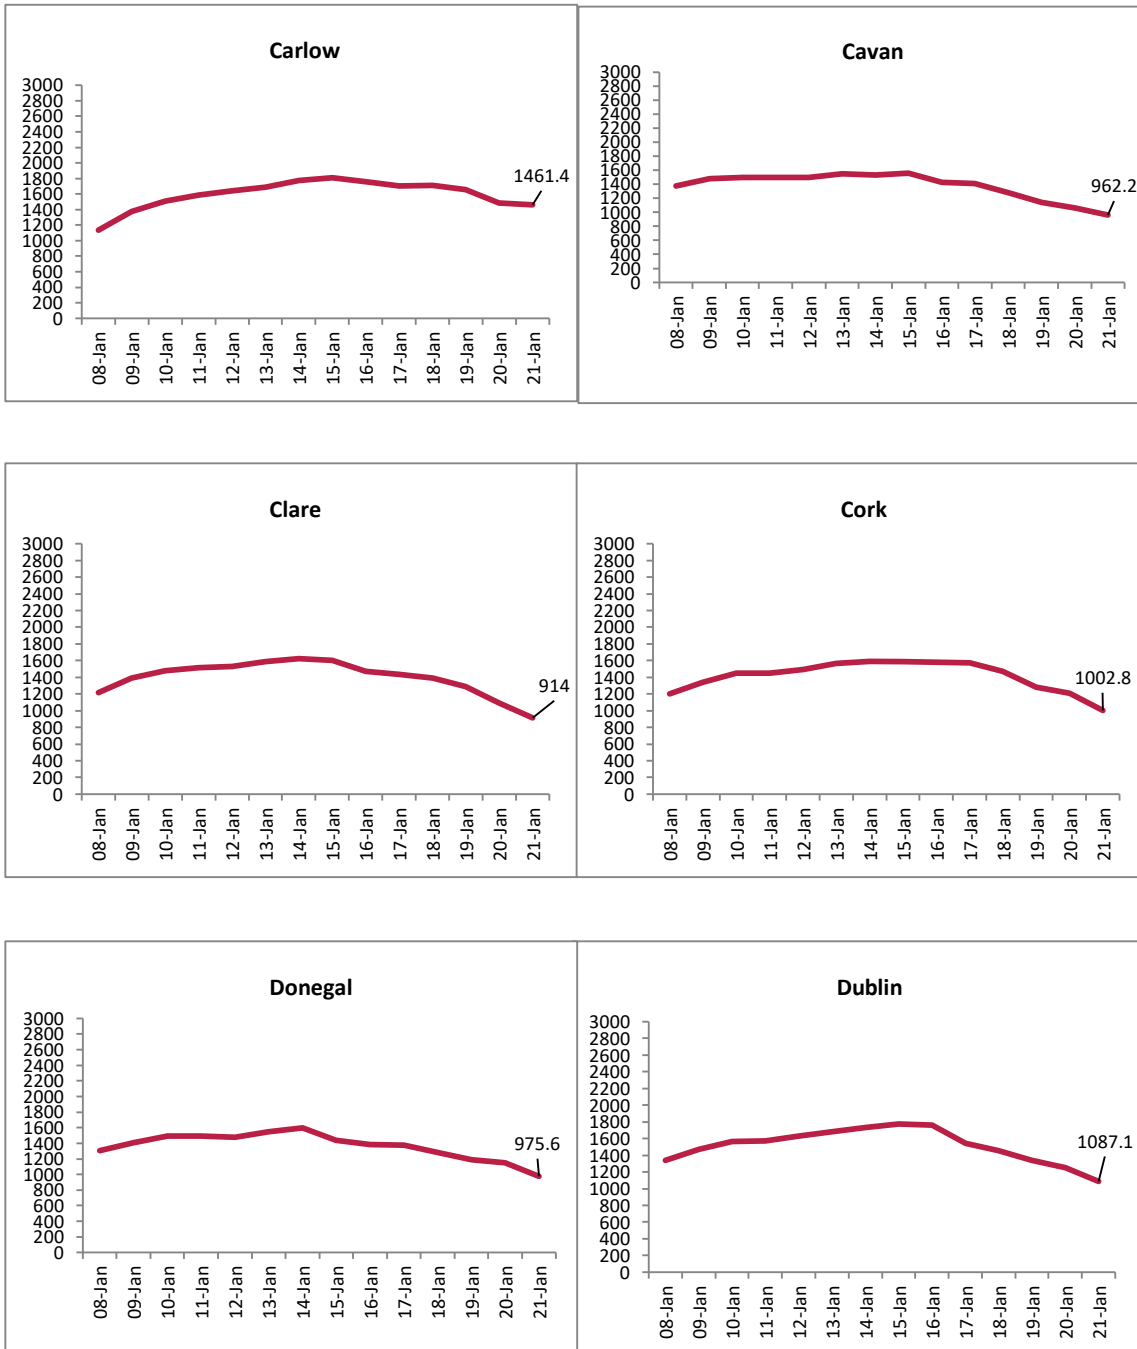 Carlow
3000
2800
2600
2400
2200
2000
1800
1600
1400
1200
1000
800
600
400
200
0
1461.4
08-Jan
09-Jan
10-Jan
11-Jan
12-Jan
13-Jan
14-Jan
15-Jan
16-Jan
17-Jan
18-Jan
19-Jan
20-Jan
21-Jan
Cavan
3000
2800
2600
2400
2200
2000
1800
1600
1400
1200
1000
800
600
400
200
0
962.2
08-Jan
09-Jan
10-Jan
11-Jan
12-Jan
13-Jan
14-Jan
15-Jan
16-Jan
17-Jan
18-Jan
19-Jan
20-Jan
21-Jan
Clare
3000
2800
2600
2400
2200
2000
1800
1600
1400
1200
1000
800
600
400
200
0
914
08-Jan
09-Jan
10-Jan
11-Jan
12-Jan
13-Jan
14-Jan
15-Jan
16-Jan
17-Jan
18-Jan
19-Jan
20-Jan
21-Jan
Cork
3000
2800
2600
2400
2200
2000
1800
1600
1400
1200
1000
800
600
400
200
0
1002.8
08-Jan
09-Jan
10-Jan
11-Jan
12-Jan
13-Jan
14-Jan
15-Jan
16-Jan
17-Jan
18-Jan
19-Jan
20-Jan
21-Jan
Donegal
3000
2800
2600
2400
2200
2000
1800
1600
1400
1200
1000
800
600
400
200
0
975.6
08-Jan
09-Jan
10-Jan
11-Jan
12-Jan
13-Jan
14-Jan
15-Jan
16-Jan
17-Jan
18-Jan
19-Jan
20-Jan
21-Jan
Dublin
3000
2800
2600
2400
2200
2000
1800
1600
1400
1200
1000
800
600
400
200
0
1087.1
08-Jan
09-Jan
10-Jan
11-Jan
12-Jan
13-Jan
14-Jan
15-Jan
16-Jan
17-Jan
18-Jan
19-Jan
20-Jan
21-Jan